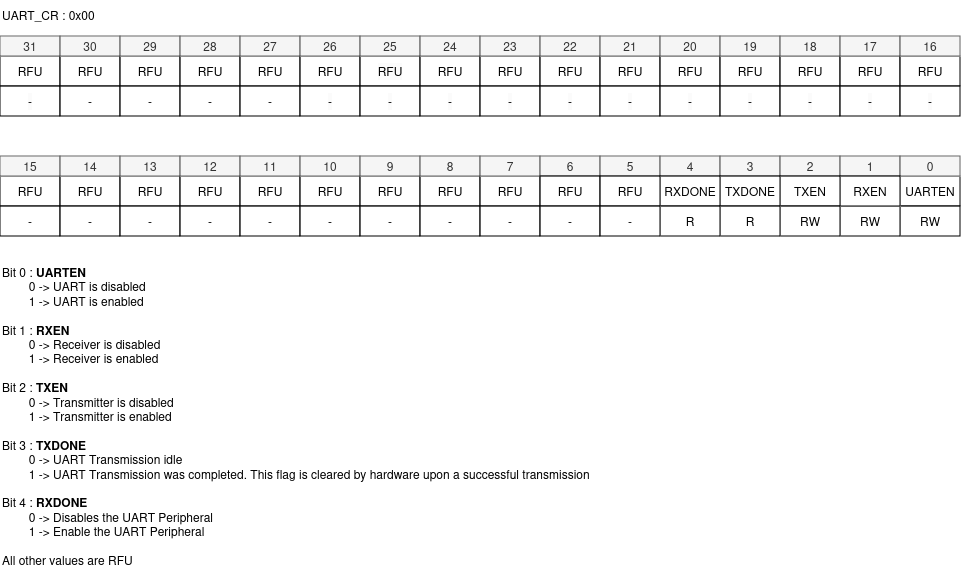 UART_CR : 0x00
31 30 29 28 27 26 25 24 23 22 21 20 19 18 17 16
RFU RFU RFU RFU RFU RFU RFU RFU RFU RFU RFU RFU RFU RFU RFU RFU
- - - - - - - - - - - - - - - -
15 14 13 12 11 10 9 8 7 6 5 4 3 2 1 0
RFU RFU RFU RFU RFU RFU RFU RFU RFU RFU RFU RXDONE TXDONE TXEN RXEN UARTEN
- - - - - - - - - - - R R RW RW RW
Bit 0 : UARTEN
0 -> UART is disabled
1 -> UART is enabled
Bit 1 : RXEN
0 -> Receiver is disabled
1 -> Receiver is enabled
Bit 2 : TXEN
0 -> Transmitter is disabled
1 -> Transmitter is enabled
Bit 3 : TXDONE
0 -> UART Transmission idle
1 -> UART Transmission was completed. This flag is cleared by hardware upon a successful transmission
Bit 4 : RXDONE
0 -> Disables the UART Peripheral
1 -> Enable the UART Peripheral
All other values are RFU